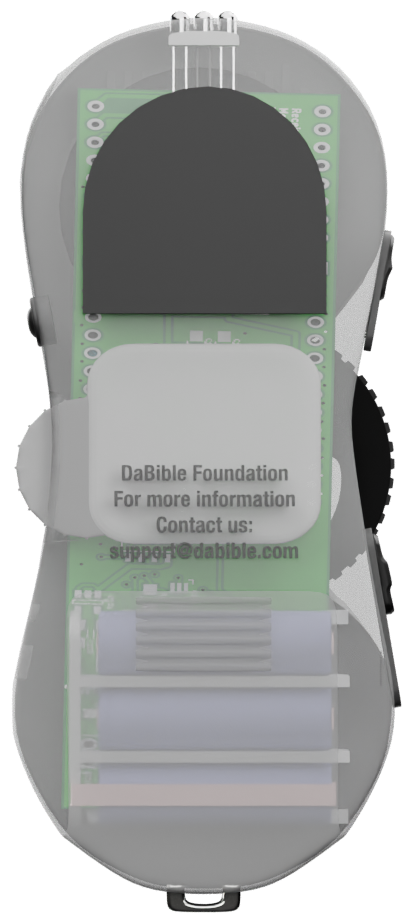 DaBible Foundation
For more information
Contact us:
support@dabible.com